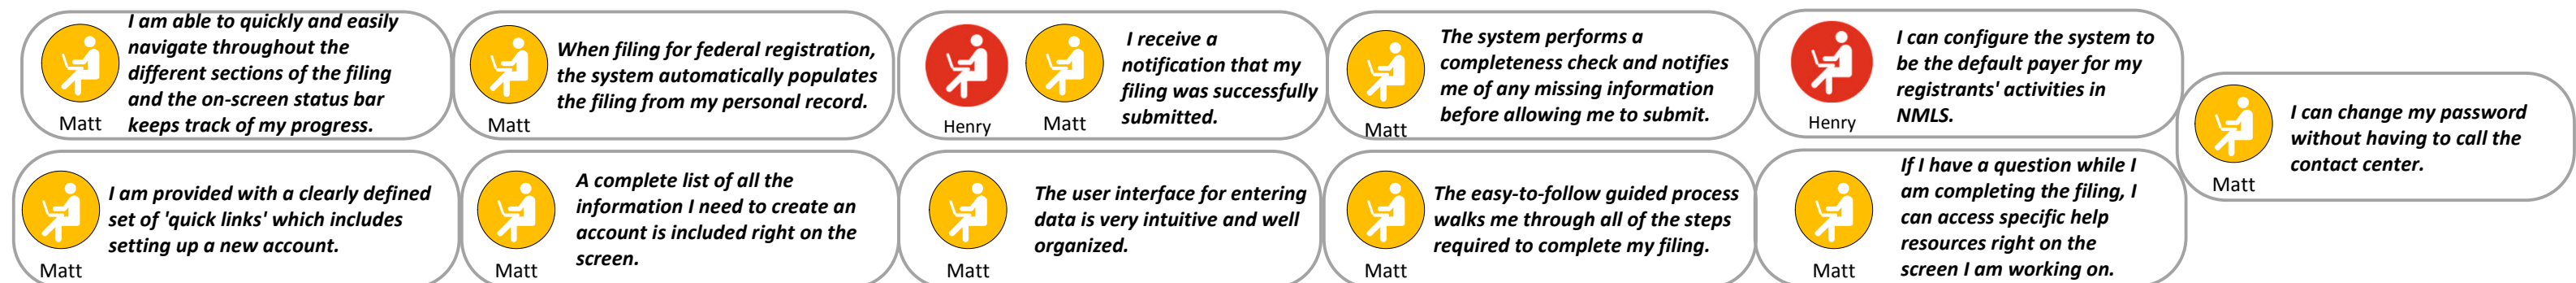 I am able to quickly and easily
navigate throughout the
different sections of the filing
and the on-screen status bar
keeps track of my progress.
Matt
When filing for federal registration,
the system automatically populates
the filing from my personal record.
Matt
I receive a
notification that my
filing was successfully
submitted.
Henry
Matt
The system performs a
completeness check and notifies
me of any missing information
before allowing me to submit.
Matt
I can configure the system to
be the default payer for my
registrants' activities in
NMLS.
Henry
I can change my password
without having to call the
contact center.
Matt
I am provided with a clearly defined
set of 'quick links' which includes
setting up a new account.
Matt
A complete list of all the
information I need to create an
account is included right on the
screen.
Matt
The user interface for entering
data is very intuitive and well
organized.
Matt
The easy-to-follow guided process
walks me through all of the steps
required to complete my filing.
Matt
If I have a question while I
am completing the filing, I
can access specific help
resources right on the
screen I am working on.
Matt